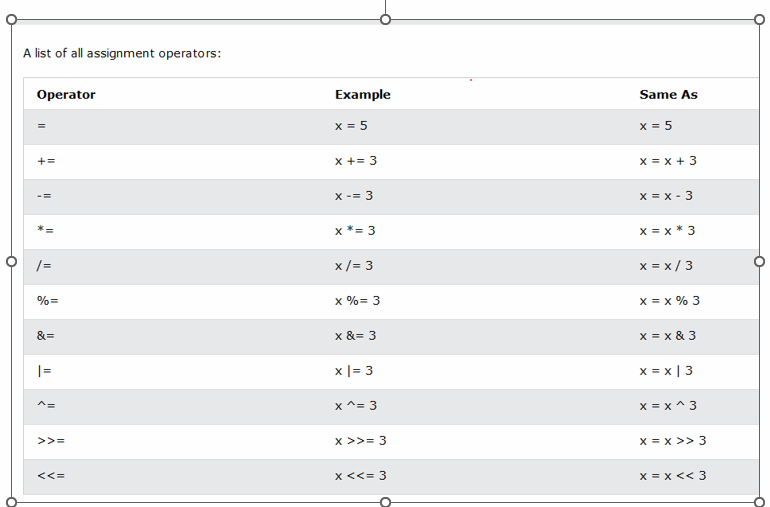 A list of all assignment operators:
Operator Example Same As
= x = 5 x = 5
+= x += 3 x = x + 3
-= x -= 3 x = x - 3
*= x *= 3 x = x * 3
/= x /= 3 x = x / 3
%= x %= 3 x = x % 3
&= x &= 3 x = x & 3
|= x |= 3 x = x | 3
^= x ^= 3 x = x ^ 3
>>= x >>= 3 x = x >> 3
<<= x <<= 3 x = x << 3